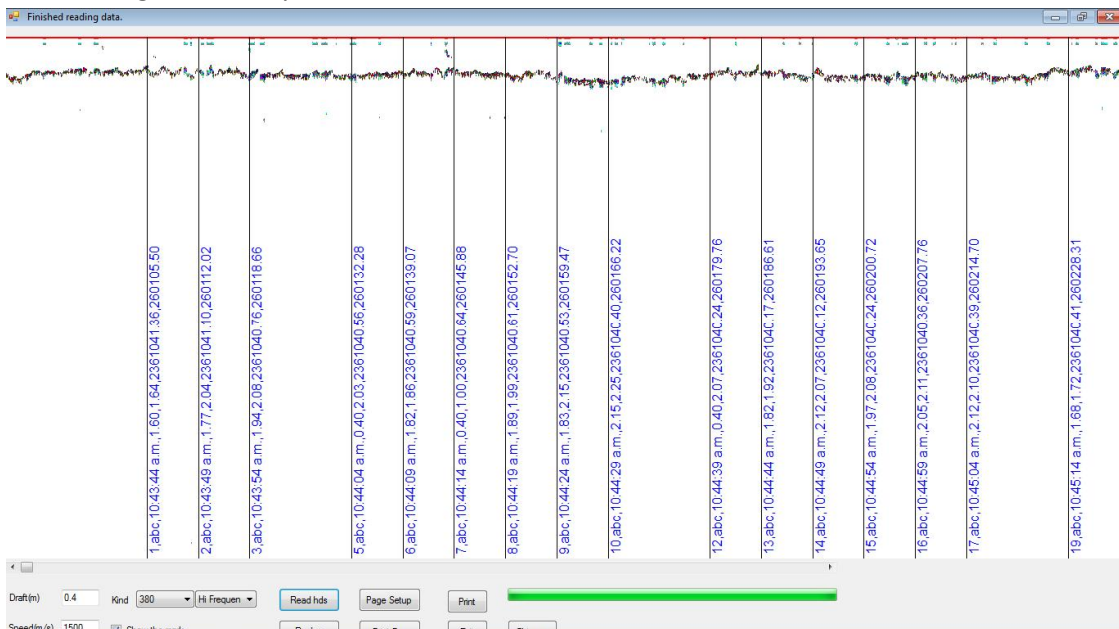 Finished reading data.
1,abc,10:43:44 a.m.,1.60,1.64,2361041.36,260105.50
2,abc,10:43:49 a.m.,1.77,2.04,2361041.10,260112.02
3,abc,10:43:54 a.m.,1.94,2.08,2361040.76,260118.66
5,abc,10:44:04 a.m.,0.40,2.03,2361040.56,260132.28
6,abc,10:44:09 a.m.,1.82,1.86,2361040.59,260139.07
7,abc,10:44:14 a.m.,0.40,1.00,2361040.64,260145.88
8,abc,10:44:19 a.m.,1.89,1.99,2361040.61,260152.70
9,abc,10:44:24 a.m.,1.83,2.15,2361040.53,260159.47
10,abc,10:44:29 a.m.,2.15,2.25,2361040.40,260166.22
12,abc,10:44:39 a.m.,0.40,2.07,2361040.24,260179.76
13,abc,10:44:44 a.m.,1.82,1.92,2361040.17,260186.61
14,abc,10:44:49 a.m.,2.12,2.07,2361040.12,260193.65
15,abc,10:44:54 a.m.,1.97,2.08,2361040.24,260200.72
16,abc,10:44:59 a.m.,2.05,2.11,2361040.36,260207.76
17,abc,10:45:04 a.m.,2.12,2.10,2361040.39,260214.70
19,abc,10:45:14 a.m.,1.68,1.72,2361040.41,260228.31
Draft(m) 0.4 Kind 380 Hi Frequen Read hds Page Setup Print
Speed(m/s) 1500